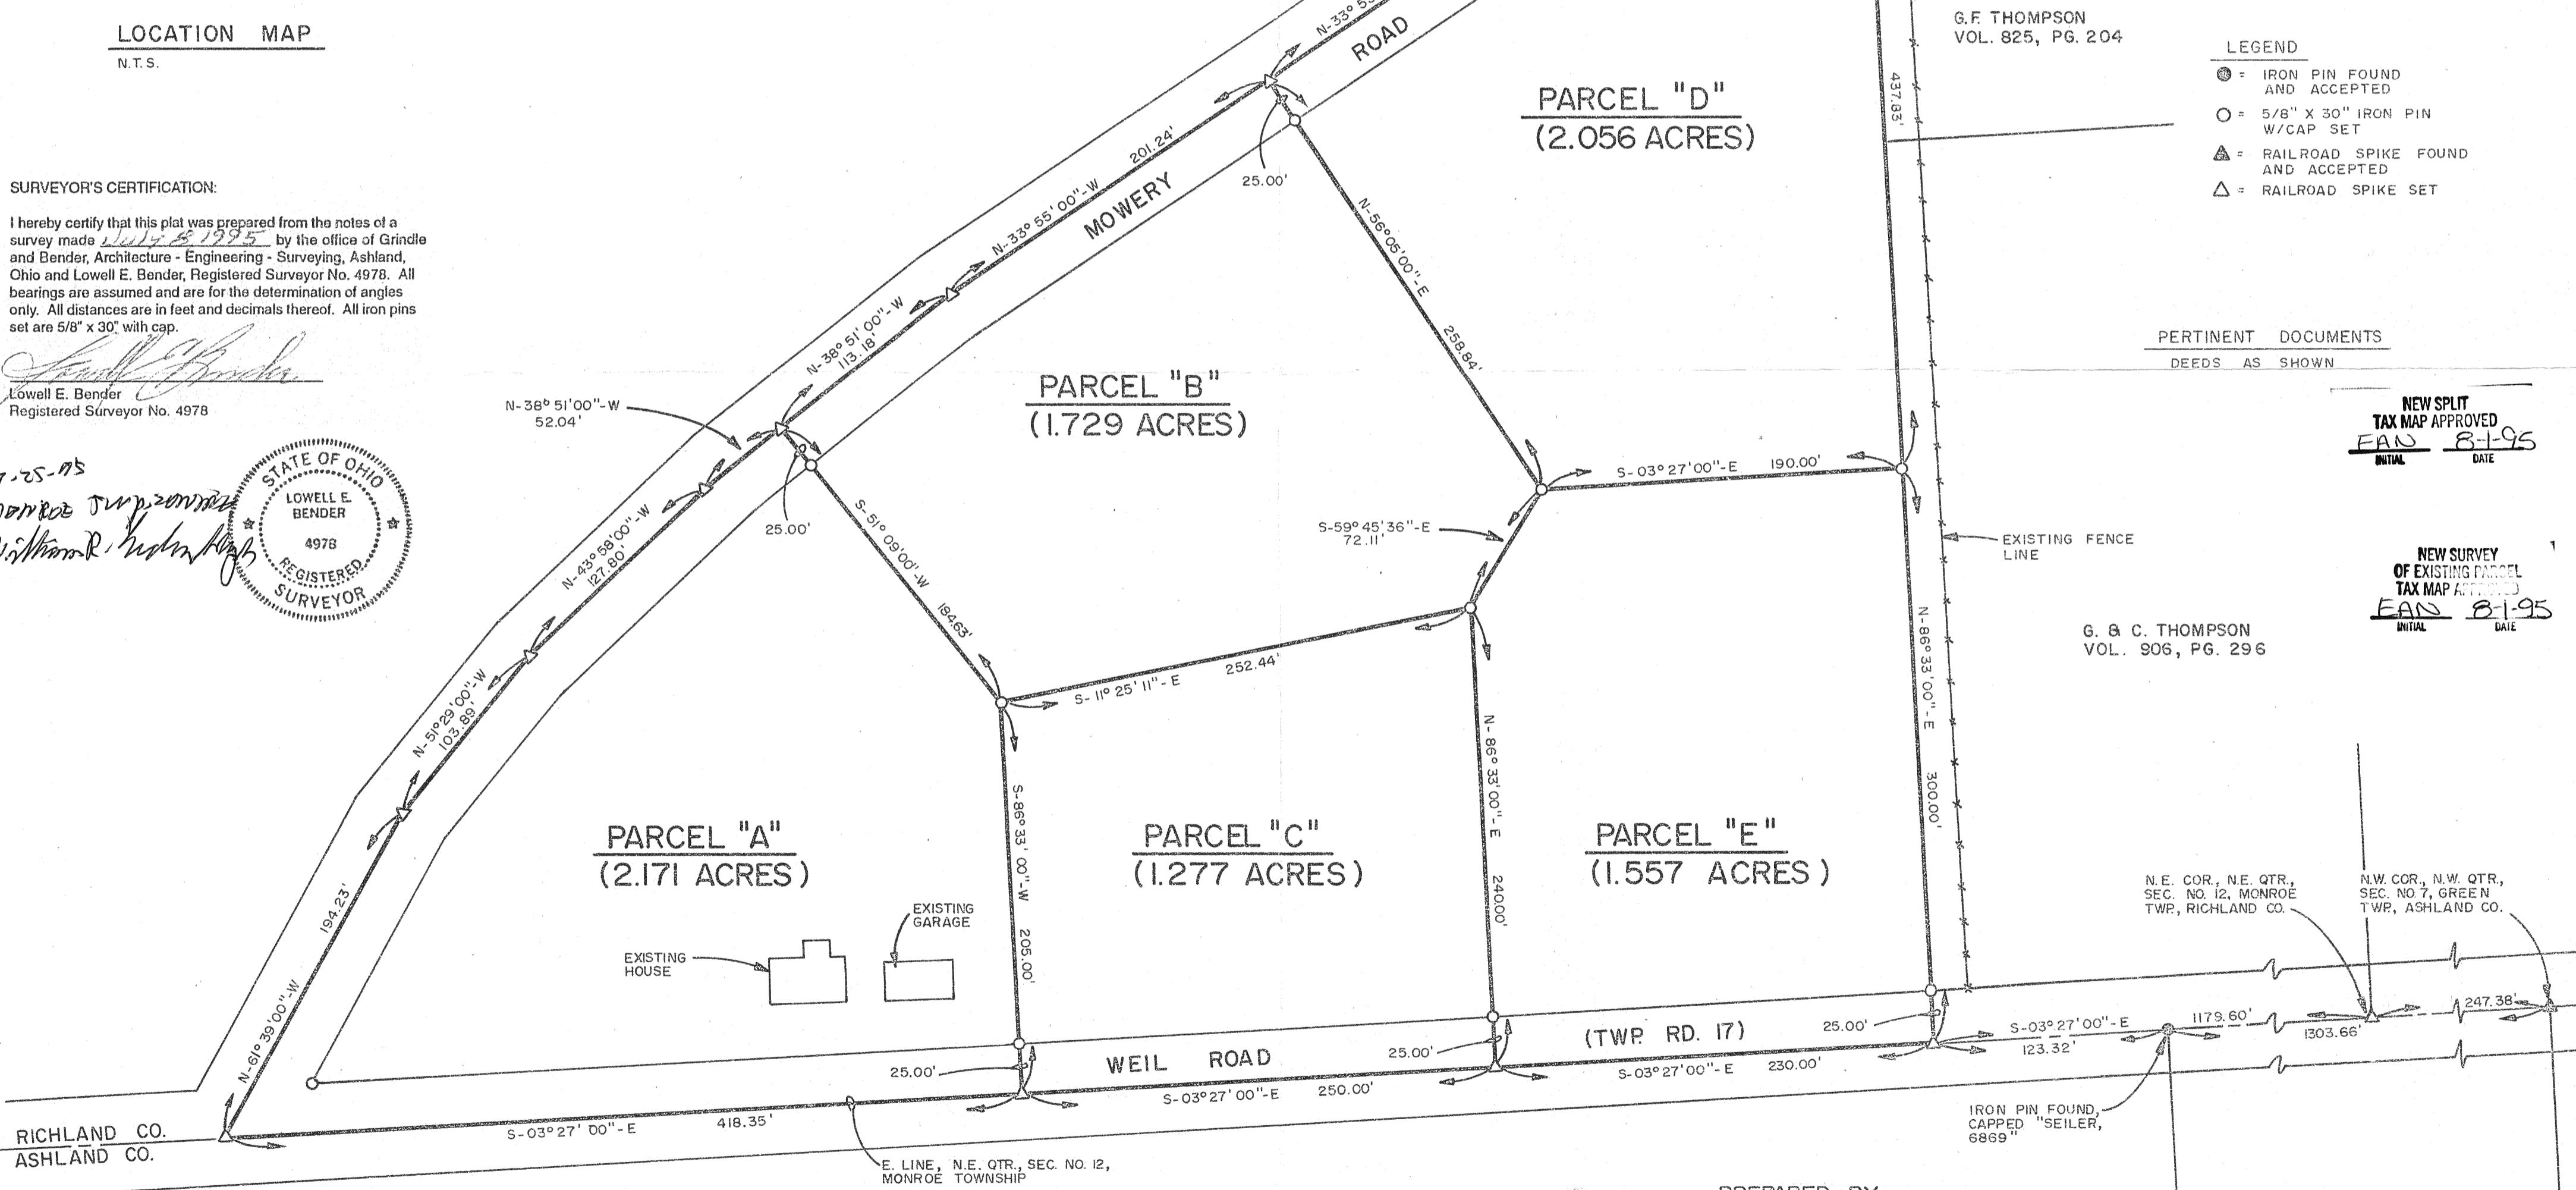 LOCATION MAP
N.T.S.
SURVEYOR'S CERTIFICATION:
I hereby certify that this plat was prepared from the notes of a
survey made July 8, 1995 by the office of Grindle
and Bender, Architecture - Engineering - Surveying, Ashland,
Ohio and Lowell E. Bender, Registered Surveyor No. 4978. All
bearings are assumed and are for the determination of angles
only. All distances are in feet and decimals thereof. All iron pins
set are 5/8" x 30" with cap.
Lowell E. Bender
Registered Surveyor No. 4978
STATE OF OHIO
LOWELL E.
BENDER
4978
REGISTERED
SURVEYOR
N-33° 5
ROAD
MOWERY
25.00'
201.24'
N-33° 55' 00"-W
N-38° 51' 00"-W
113.18'
N-38° 51'00"-W
52.04'
25.00'
N-43° 58'00"-W
127.80'
N-51° 29'00"-W
103.89'
194.23'
N-61° 39'00"-W
PARCEL "D"
(2.056 ACRES)
N-56° 05'00"-E
258.84'
437.83'
PARCEL "B"
(1.729 ACRES)
S-51° 09'00"-W
184.63'
S-03° 27'00"-E 190.00'
S-59° 45'36"-E
72.11'
S-11° 25' 11"-E 252.44'
PARCEL "A"
(2.171 ACRES)
EXISTING
HOUSE
EXISTING
GARAGE
S-86° 33' 00"-W 205.00'
PARCEL "C"
(1.277 ACRES)
N-86° 33'00"-E 240.00'
PARCEL "E"
(1.557 ACRES)
N-86° 33'00"-E 300.00'
EXISTING FENCE
LINE
25.00'
WEIL ROAD
25.00'
(TWP. RD. 17)
25.00'
S-03° 27' 00"-E 418.35'
S-03° 27' 00"-E 250.00'
S-03° 27'00"-E 230.00'
S-03° 27'00"-E
123.32'
1179.60'
1303.66'
247.38'
RICHLAND CO.
ASHLAND CO.
E. LINE, N.E. QTR., SEC. NO. 12,
MONROE TOWNSHIP
IRON PIN FOUND,
CAPPED "SEILER,
6869"
N.E. COR., N.E. QTR.,
SEC. NO. 12, MONROE
TWP., RICHLAND CO.
N.W. COR., N.W. QTR.,
SEC. NO. 7, GREEN
TWP., ASHLAND CO.
G.F. THOMPSON
VOL. 825, PG. 204
LEGEND
= IRON PIN FOUND
AND ACCEPTED
= 5/8" X 30" IRON PIN
W/CAP SET
= RAILROAD SPIKE FOUND
AND ACCEPTED
= RAILROAD SPIKE SET
PERTINENT DOCUMENTS
DEEDS AS SHOWN
NEW SPLIT
TAX MAP APPROVED
EAN 8-1-95
INITIAL DATE
NEW SURVEY
OF EXISTING PARCEL
TAX MAP
EAN 8-1-95
INITIAL DATE
G. & C. THOMPSON
VOL. 906, PG. 296
PREPARED BY